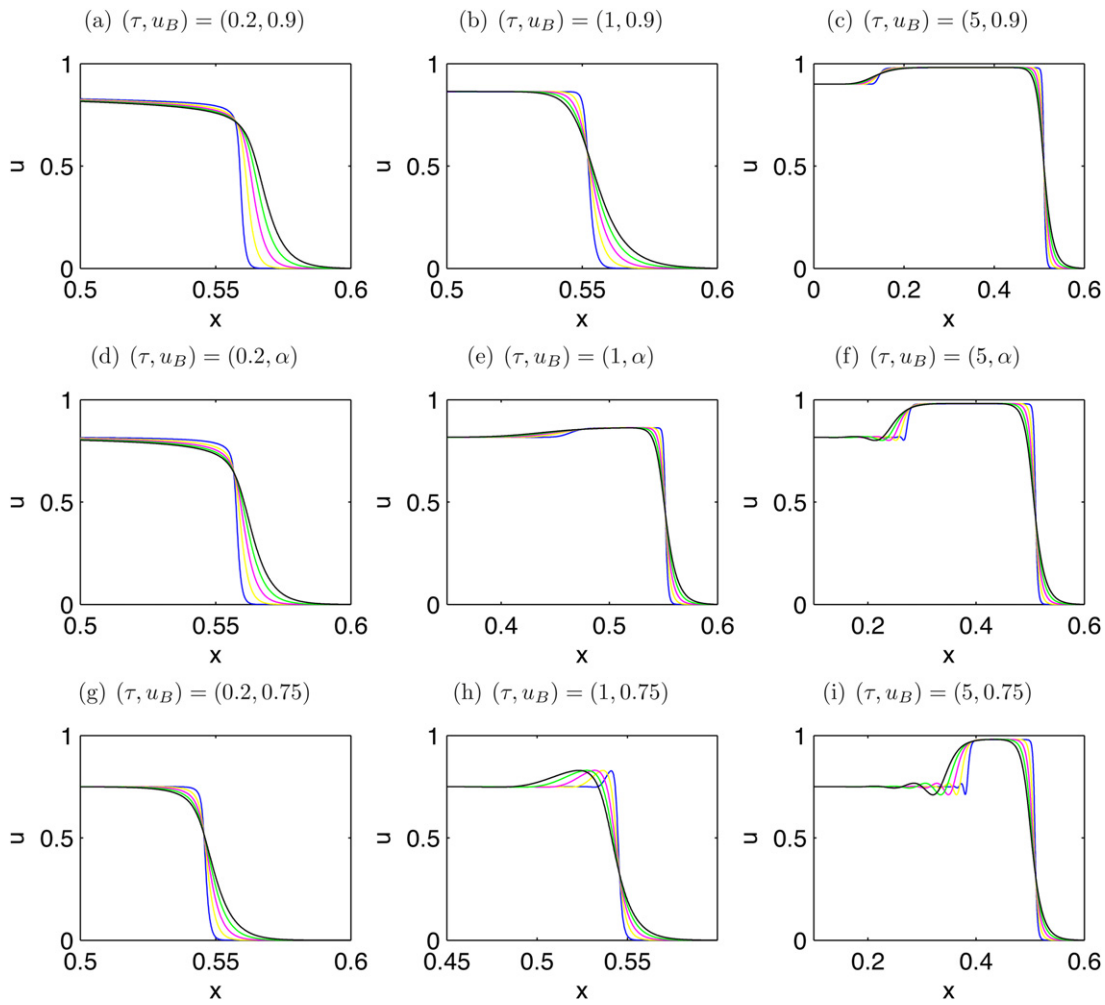 (a) (τ, u_B) = (0.2, 0.9)
(b) (τ, u_B) = (1, 0.9)
(c) (τ, u_B) = (5, 0.9)
1
0.5
0
u
0.5 0.55 0.6
x
1
0.5
0
u
0.5 0.55 0.6
x
1
0.5
0
u
0 0.2 0.4 0.6
x
(d) (τ, u_B) = (0.2, α)
(e) (τ, u_B) = (1, α)
(f) (τ, u_B) = (5, α)
1
0.5
0
u
0.5 0.55 0.6
x
1
0.5
0
u
0.4 0.5 0.6
x
1
0.5
0
u
0.2 0.4 0.6
x
(g) (τ, u_B) = (0.2, 0.75)
(h) (τ, u_B) = (1, 0.75)
(i) (τ, u_B) = (5, 0.75)
1
0.5
0
u
0.5 0.55 0.6
x
1
0.5
0
u
0.45 0.5 0.55
x
1
0.5
0
u
0.2 0.4 0.6
x